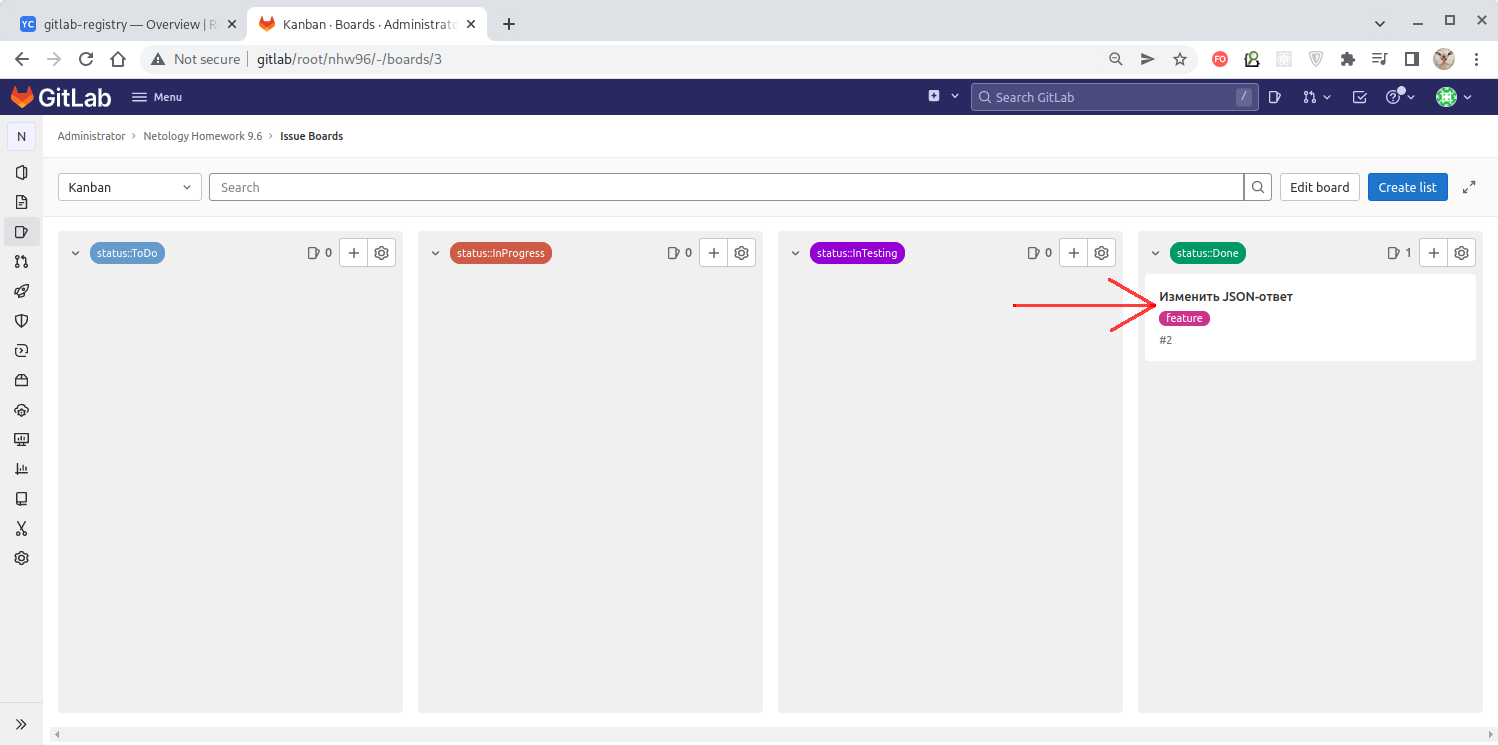 YC gitlab-registry — Overview | R
Kanban · Boards · Administrato
Not secure gitlab/root/nhw96/-/boards/3
FO
GitLab Menu Search GitLab /
N Administrator Netology Homework 9.6 Issue Boards
Kanban Search Edit board Create list
status::ToDo 0
status::InProgress 0
status::InTesting 0
status::Done 1
Изменить JSON-ответ
feature
#2